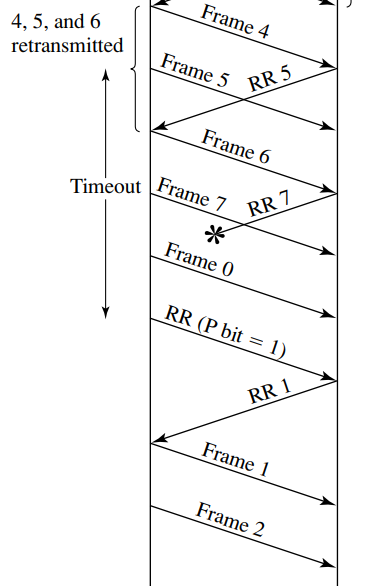 Frame 4
4, 5, and 6
retransmitted
Frame 5
RR 5
Frame 6
Timeout
Frame 7
RR 7
*
Frame 0
RR (P bit = 1)
RR 1
Frame 1
Frame 2